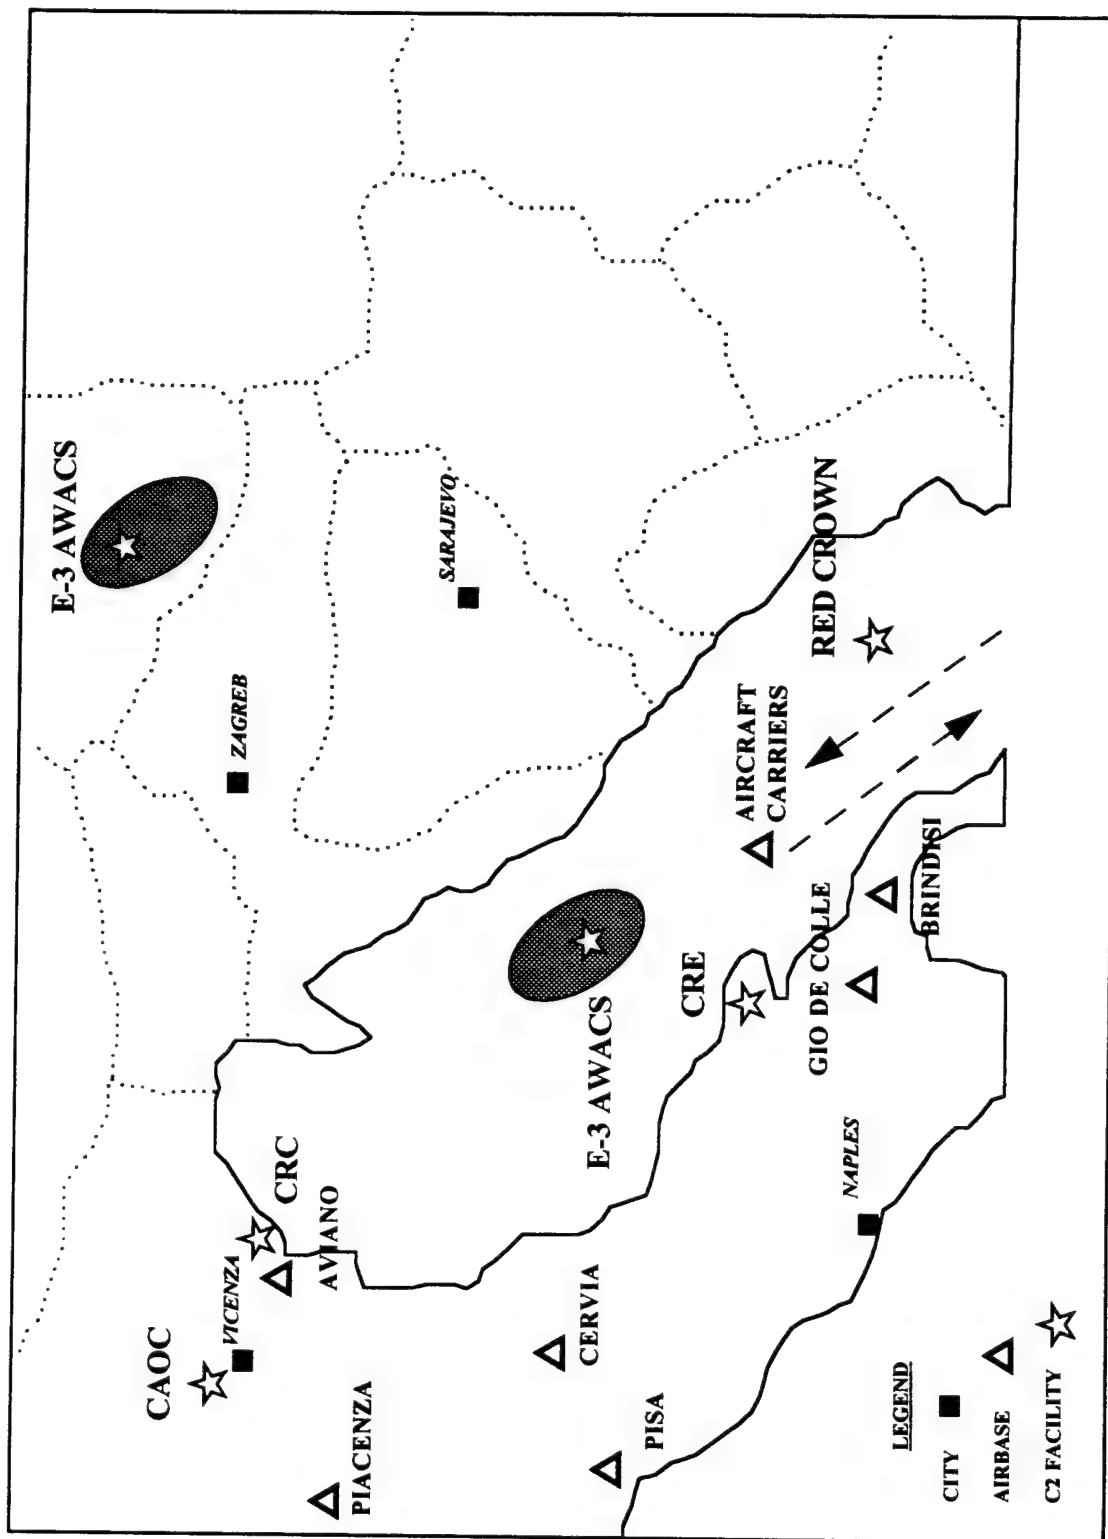 E-3 AWACS
CAOC
VICENZA
ZAGREB
CRC
AVIANO
PIACENZA
SARAJEVO
CERVIA
E-3 AWACS
PISA
CRE
AIRCRAFT
CARRIERS
GIO DE COLLE
RED CROWN
NAPLES
BRINDISI
LEGEND
CITY
AIRBASE
C2 FACILITY